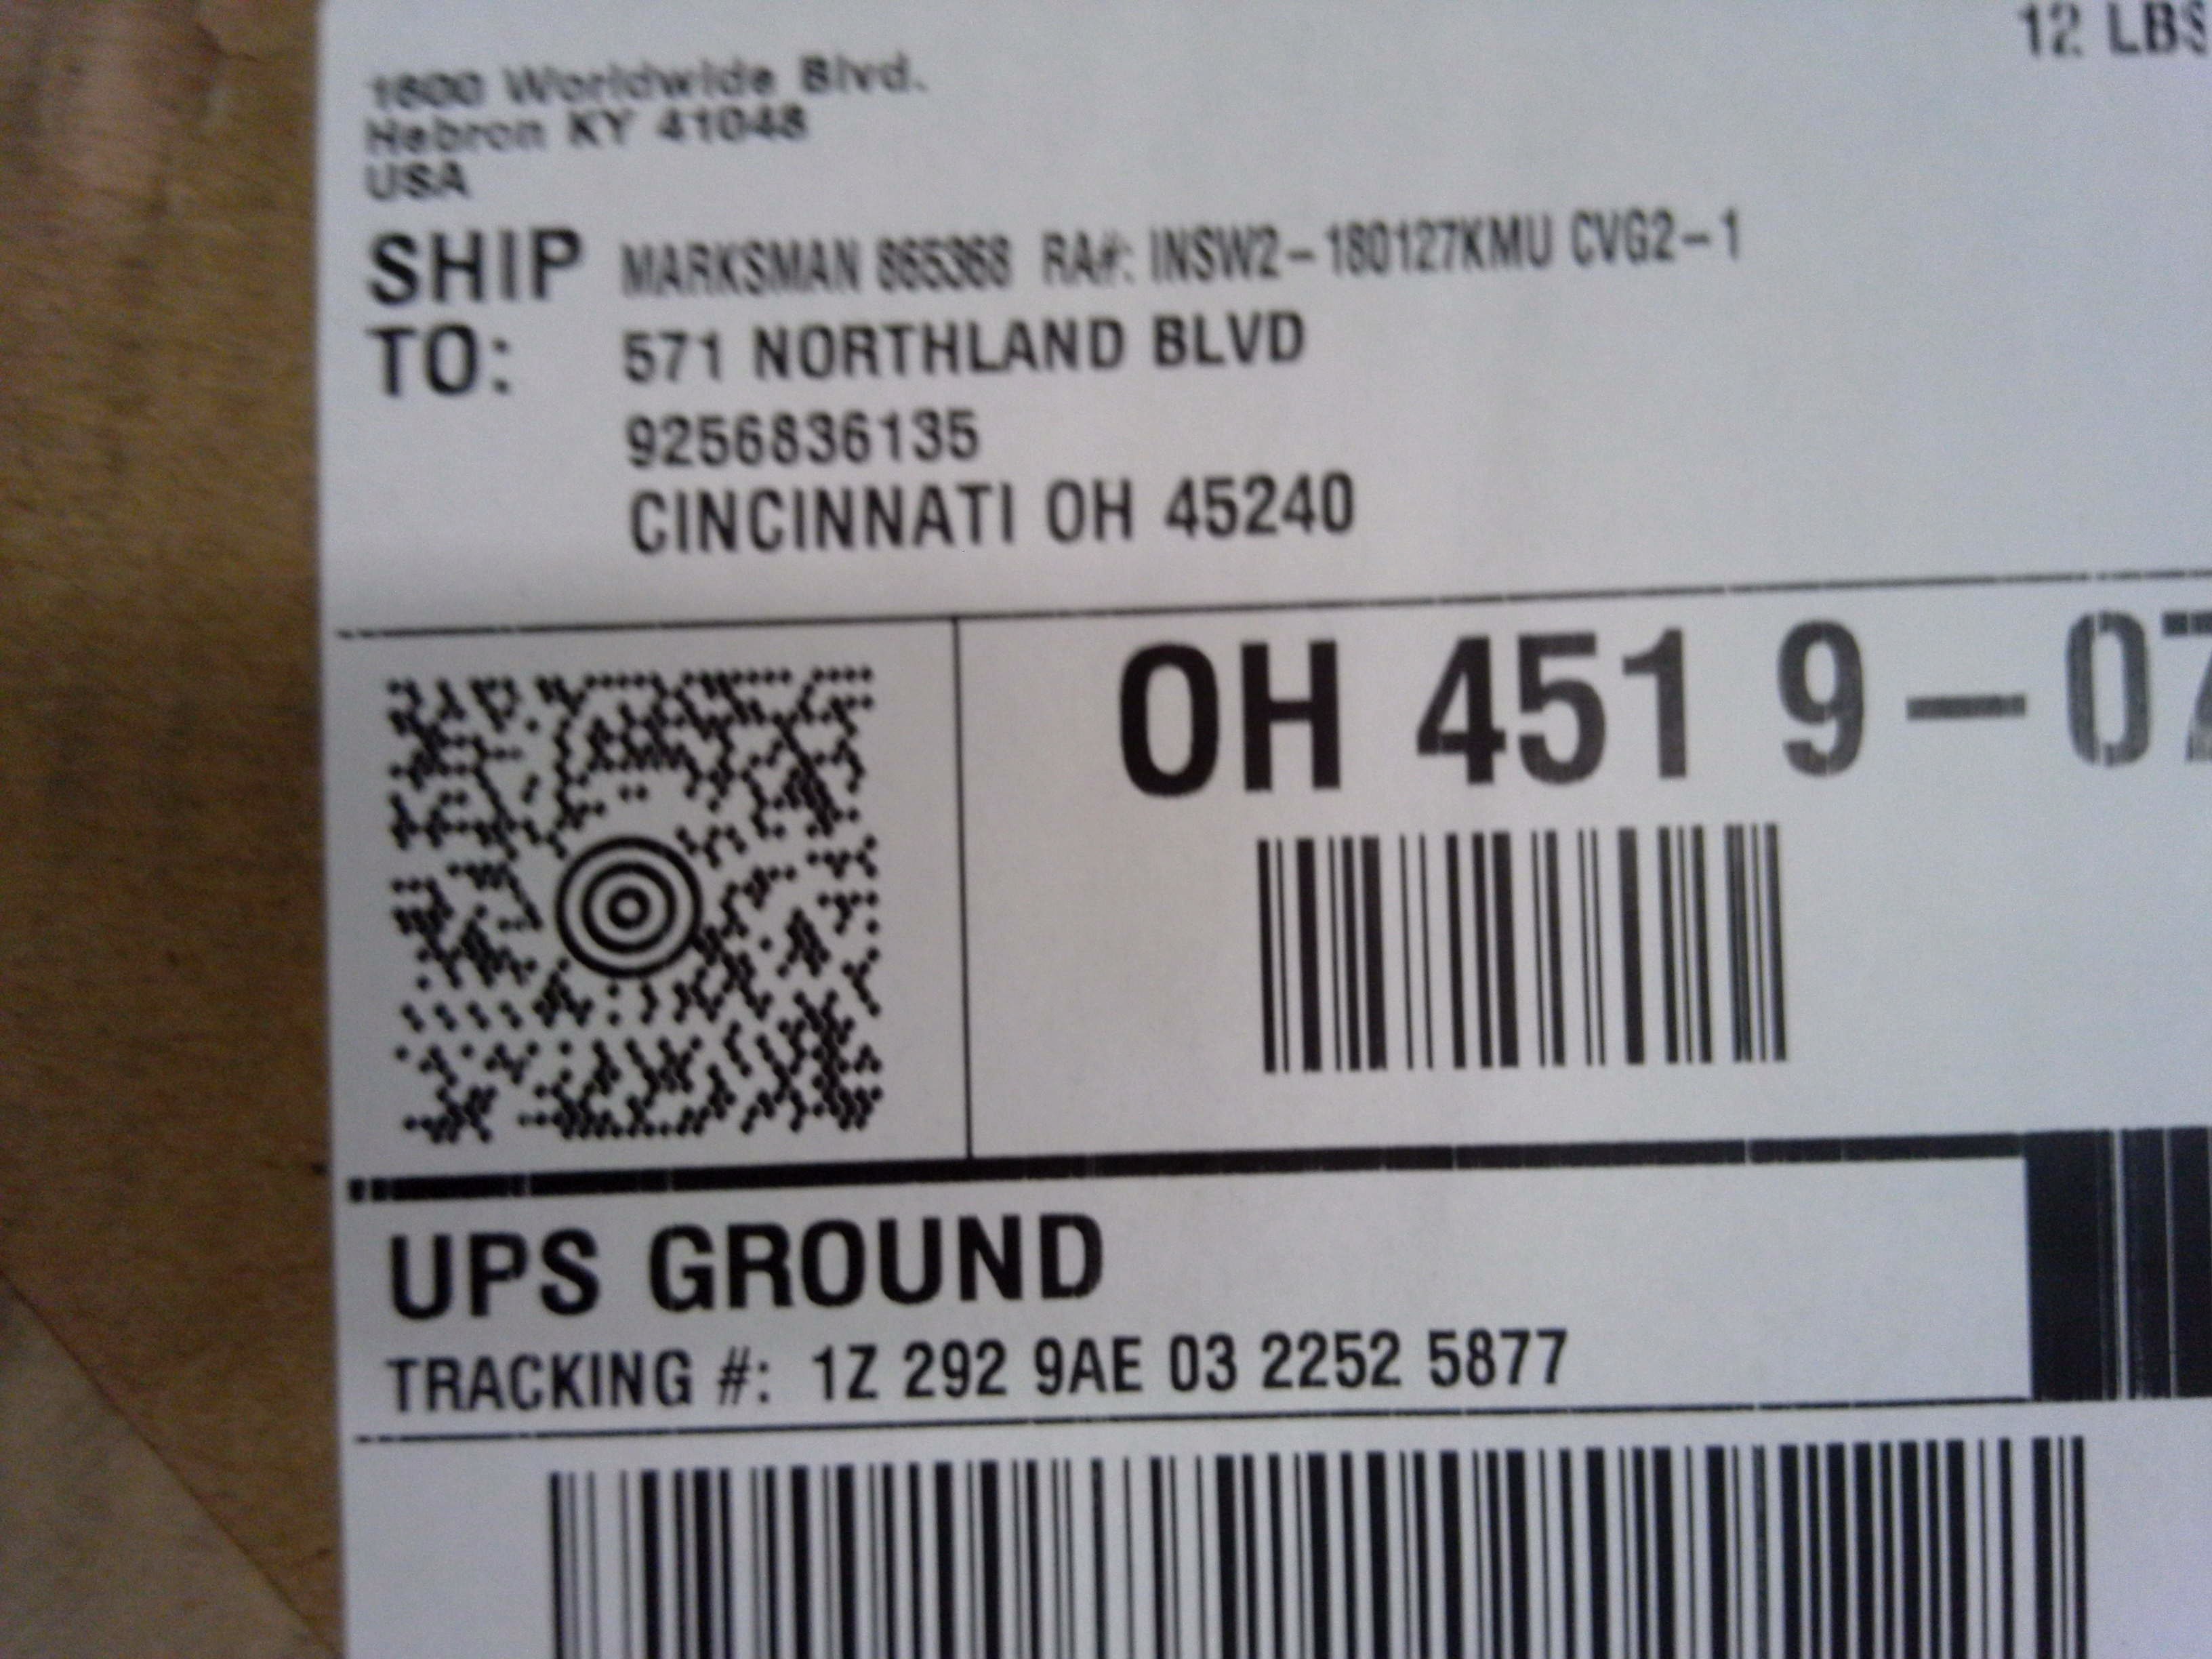 12 LBS
1600 Worldwide Blvd.
Hebron KY 41048
USA
SHIP TO:
MARKSMAN 865368 RA#: INSW2-180127KMU CVG2-1
571 NORTHLAND BLVD
9256836135
CINCINNATI OH 45240
OH 451 9-07
UPS GROUND
TRACKING #: 1Z 292 9AE 03 2252 5877